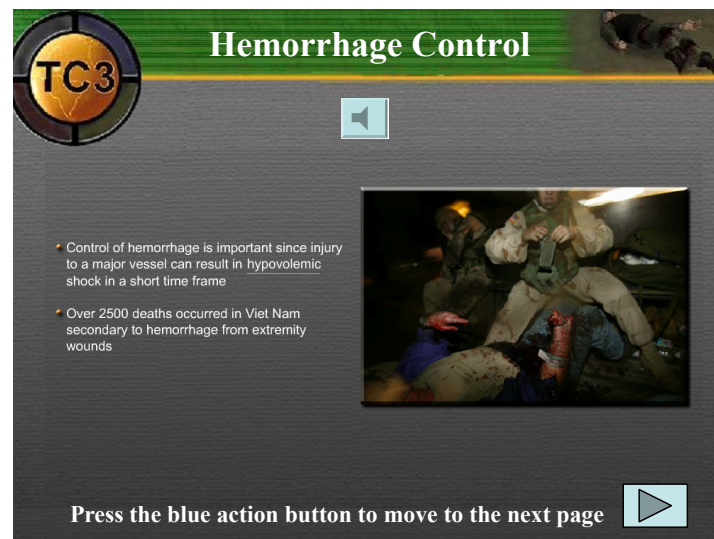 Hemorrhage Control
TC3
Control of hemorrhage is important since injury
to a major vessel can result in hypovolemic
shock in a short time frame
Over 2500 deaths occurred in Viet Nam
secondary to hemorrhage from extremity
wounds
Press the blue action button to move to the next page